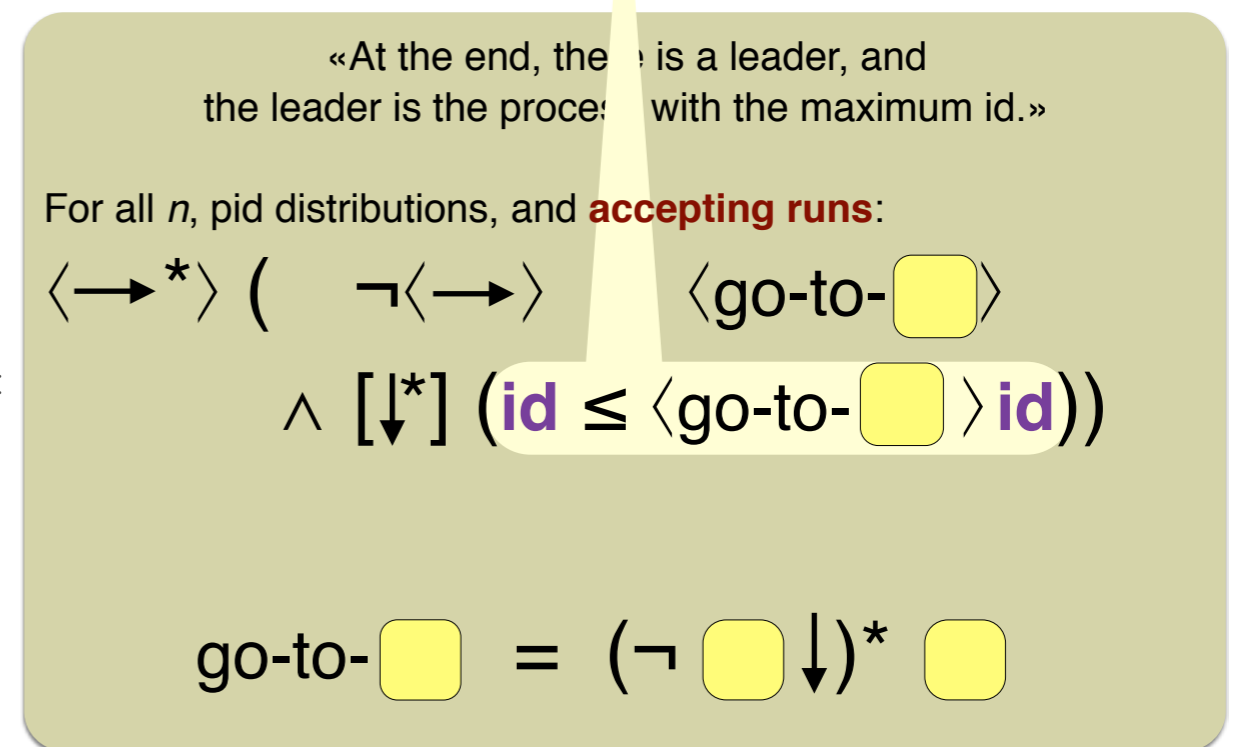 «At the end, the is a leader, and
the leader is the proces with the maximum id.»
For all n, pid distributions, and accepting runs:
⟨→*⟩ ( ¬⟨→⟩ ⟨go-to- ⟩
∧ [↓*] (id ≤ ⟨go-to- ⟩ id))
go-to- = (¬ ↓)*